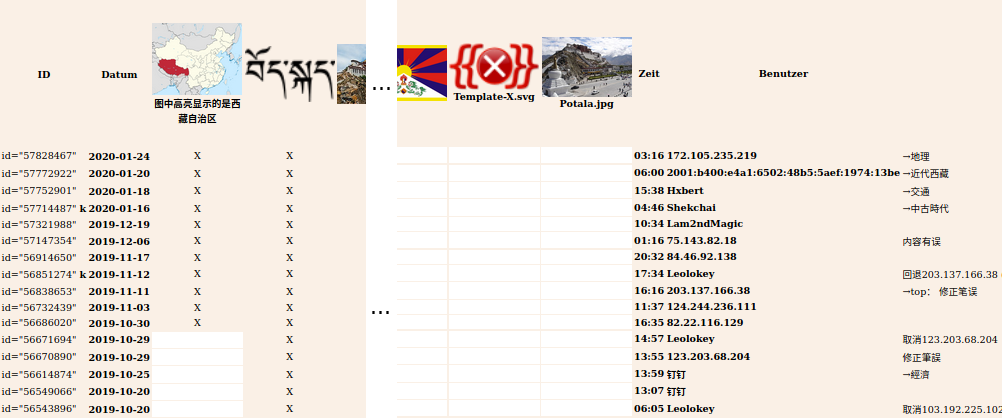 བོད་སྐད་
ID Datum 图中高亮显示的是西藏自治区 ... Template-X.svg Potala.jpg Zeit Benutzer
id="57828467" 2020-01-24 X X 03:16 172.105.235.219 →地理
id="57772922" 2020-01-20 X X 06:00 2001:b400:e4a1:6502:48b5:5aef:1974:13be →近代西藏
id="57752901" 2020-01-18 X X 15:38 Hxbert →交通
id="57714487" k 2020-01-16 X X 04:46 Shekchai →中古時代
id="57321988" 2019-12-19 X X 10:34 Lam2ndMagic
id="57147354" 2019-12-06 X X 01:16 75.143.82.18 内容有误
id="56914650" 2019-11-17 X X 20:32 84.46.92.138
id="56851274" k 2019-11-12 X X 17:34 Leolokey 回退203.137.166.38
id="56838653" 2019-11-11 X X 16:16 203.137.166.38 →top： 修正笔误
id="56732439" 2019-11-03 X X ... 11:37 124.244.236.111
id="56686020" 2019-10-30 X X 16:35 82.22.116.129
id="56671694" 2019-10-29 X 14:57 Leolokey 取消123.203.68.204
id="56670890" 2019-10-29 X 13:55 123.203.68.204 修正筆誤
id="56614874" 2019-10-25 X 13:59 钉钉 →經濟
id="56549066" 2019-10-20 X 13:07 钉钉
id="56543896" 2019-10-20 X 06:05 Leolokey 取消103.192.225.102